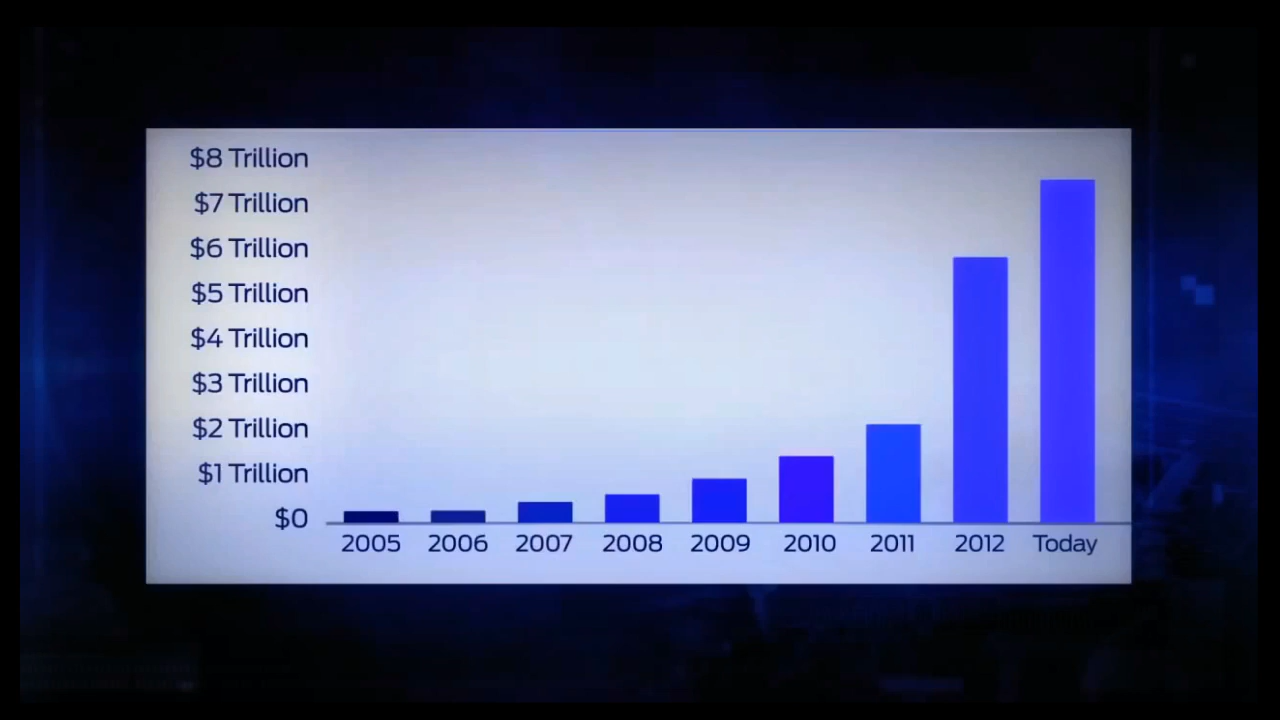 $8 Trillion
$7 Trillion
$6 Trillion
$5 Trillion
$4 Trillion
$3 Trillion
$2 Trillion
$1 Trillion
$0
2005 2006 2007 2008 2009 2010 2011 2012 Today